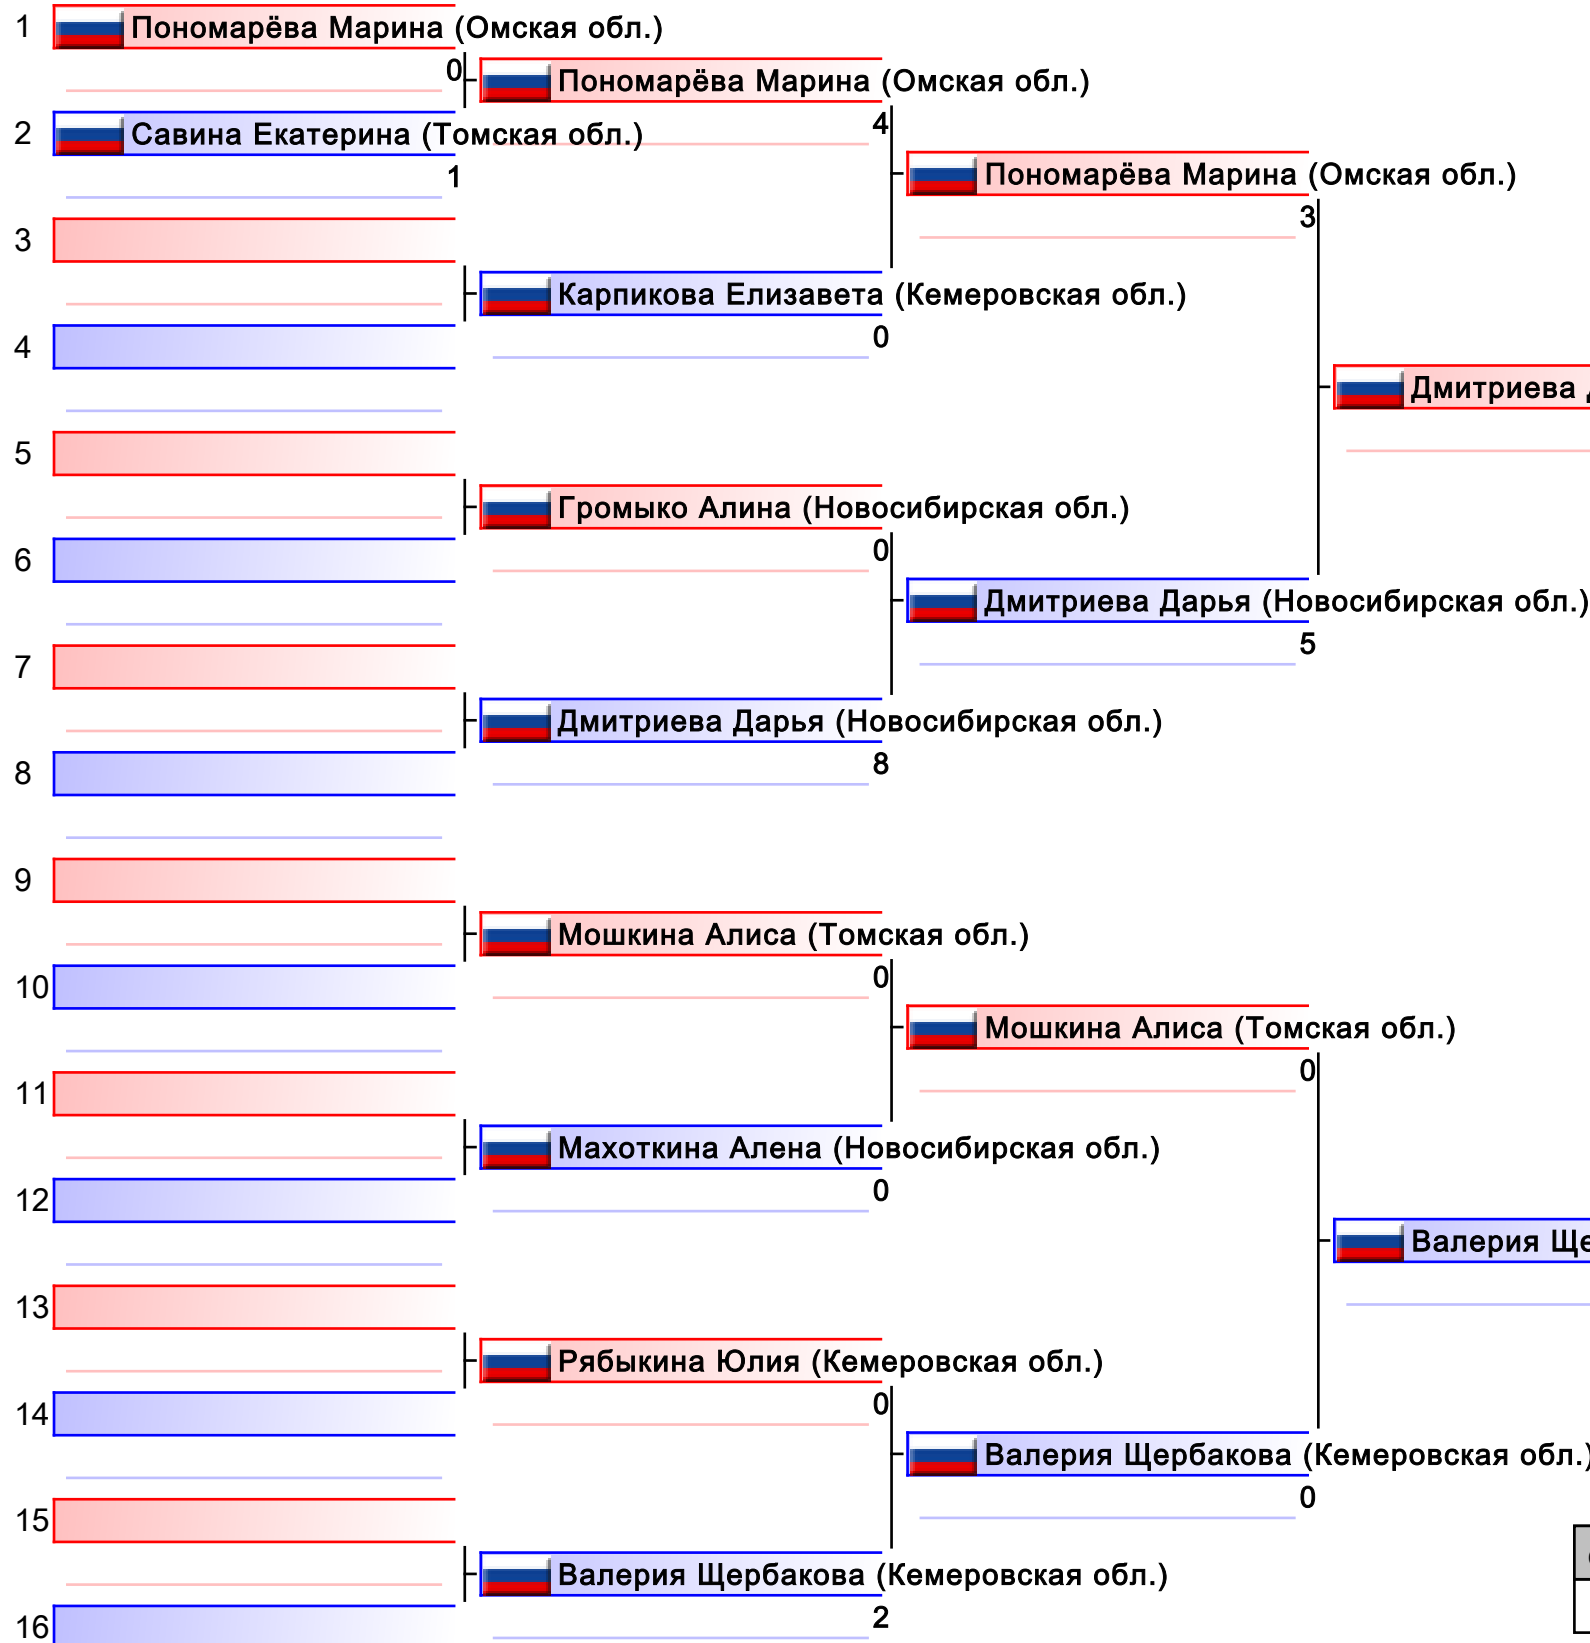 1 Пономарёва Марина (Омская обл.)
0 Пономарёва Марина (Омская обл.)
2 Савина Екатерина (Томская обл.) 4
1 Пономарёва Марина (Омская обл.)
3 3
Карпикова Елизавета (Кемеровская обл.)
4 0
Дмитриева
5
Громыко Алина (Новосибирская обл.)
6 0
Дмитриева Дарья (Новосибирская обл.)
7 5
Дмитриева Дарья (Новосибирская обл.)
8 8
9
Мошкина Алиса (Томская обл.)
10 0
Мошкина Алиса (Томская обл.)
11 0
Махоткина Алена (Новосибирская обл.)
12 0
Валерия
13
Рябыкина Юлия (Кемеровская обл.)
14 0
Валерия Щербакова (Кемеровская обл.)
15 0
Валерия Щербакова (Кемеровская обл.)
16 2